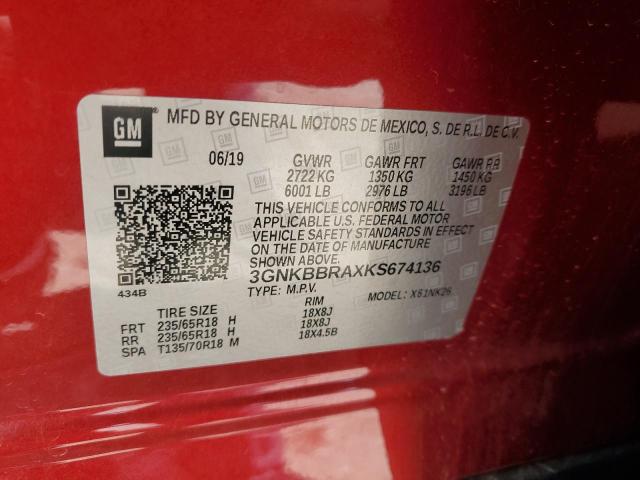 GM MFD BY GENERAL MOTORS DE MEXICO, S. DE R.L. DE C.V.
06/19 GVWR GAWR FRT GAWR RR
2722 KG 1350 KG 1450 KG
6001 LB 2976 LB 3196 LB
THIS VEHICLE CONFORMS TO ALL
APPLICABLE U.S. FEDERAL MOTOR
VEHICLE SAFETY STANDARDS IN EFFECT
ON THE DATE OF MANUFACTURE
SHOWN ABOVE.
3GNKBBRAXKS674136
434B TYPE: M.P.V. MODEL: X61NK26
TIRE SIZE RIM
FRT 235/65R18 H 18X8J
RR 235/65R18 H 18X8J
SPA T135/70R18 M 18X4.5B